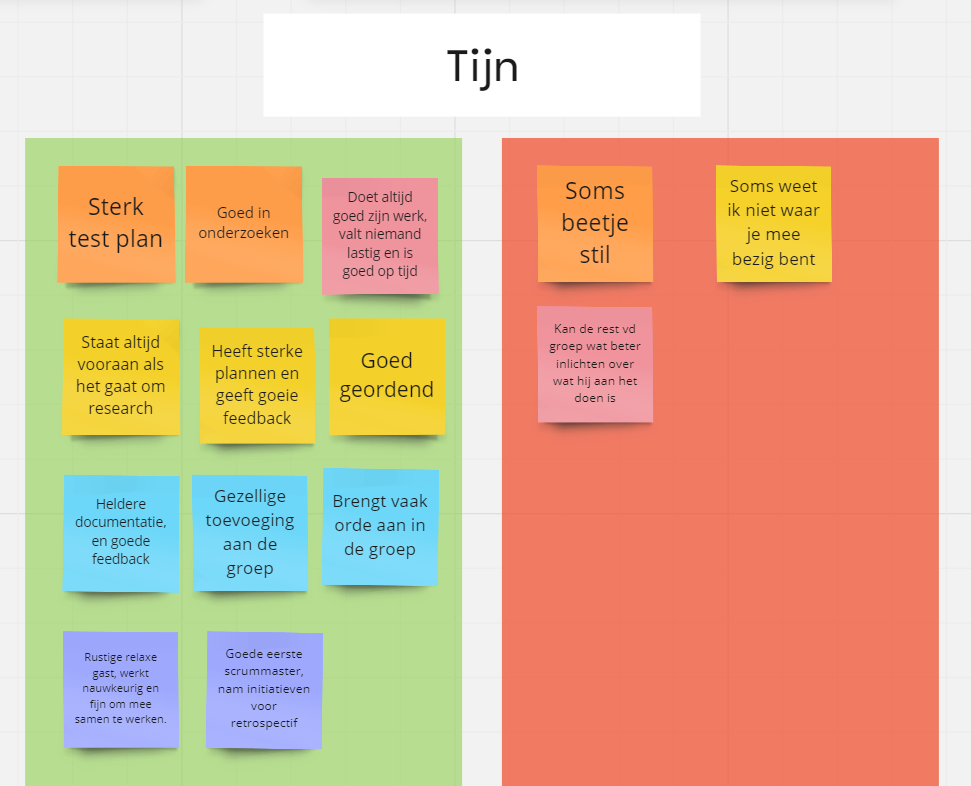 Tijn
Sterk
test plan
Goed in
onderzoeken
Doet altijd
goed zijn werk,
valt niemand
lastig en is
goed op tijd
Staat altijd
vooraan als
het gaat om
research
Heeft sterke
plannen en
geeft goeie
feedback
Goed
geordend
Heldere
documentatie,
en goede
feedback
Gezellige
toevoeging
aan de
groep
Brengt vaak
orde aan in
de groep
Rustige relaxe
gast, werkt
nauwkeurig en
fijn om mee
samen te werken.
Goede eerste
scrummaster,
nam initiatieven
voor
retrospectif
Soms
beetje
stil
Soms weet
ik niet waar
je mee
bezig bent
Kan de rest vd
groep wat beter
inlichten over
wat hij aan het
doen is